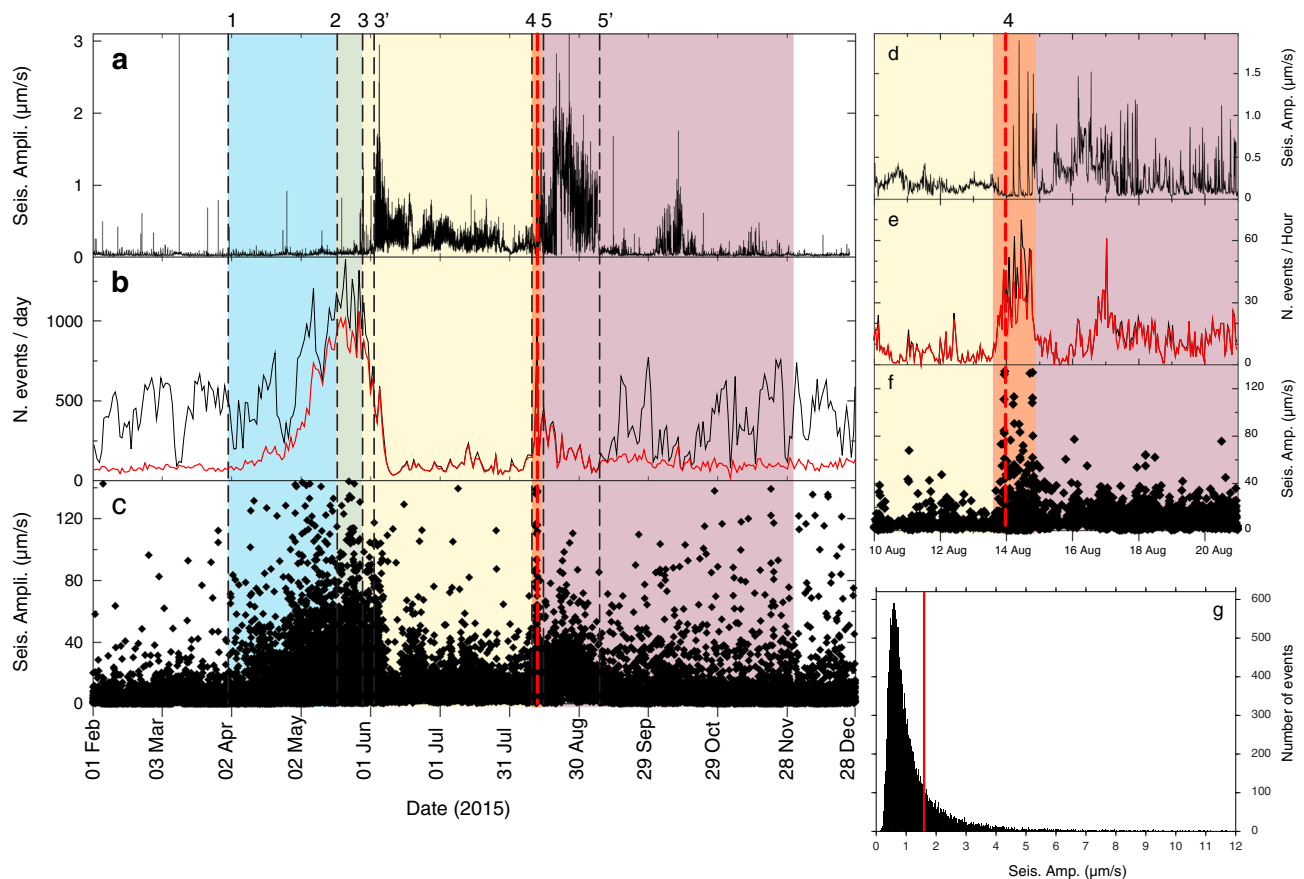 1 2 3 3’ 4 5 5’
a
Seis. Ampli. (μm/s)
3
2
1
0
b
N. events / day
1000
500
0
c
Seis. Ampli. (μm/s)
120
80
40
0
01 Feb
03 Mar
02 Apr
02 May
01 Jun
01 Jul
31 Jul
30 Aug
29 Sep
29 Oct
28 Nov
28 Dec
Date (2015)
4
d
Seis. Amp. (μm/s)
1.5
1.0
0.5
0
e
N. events / Hour
60
30
0
f
Seis. Amp. (μm/s)
120
80
40
0
10 Aug 12 Aug 14 Aug 16 Aug 18 Aug 20 Aug
g
Number of events
600
500
400
300
200
100
0
0 1 2 3 4 5 6 7 8 9 10 11 12
Seis. Amp. (μm/s)